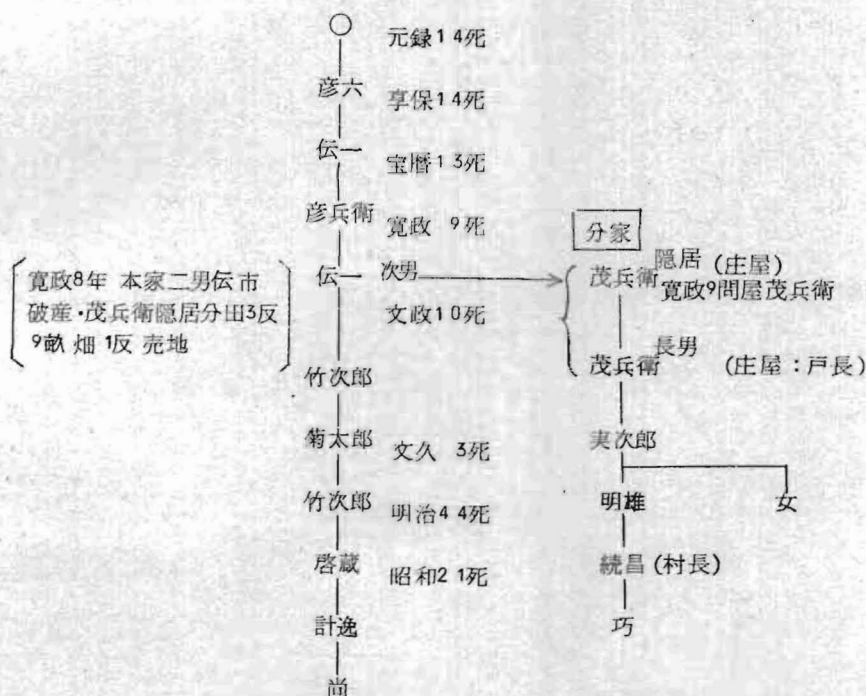 ○ 元録14死
彦六 享保14死
伝一 宝暦13死
彦兵衛 寛政 9死
寛政8年 本家二男伝市
破産・茂兵衛隠居分田3反
9畝 畑 1反 売地
伝一 次男
文政10死
竹次郎
菊太郎 文久 3死
竹次郎 明治44死
啓蔵 昭和21死
計逸
尚
分家
茂兵衛 隠居 (庄屋)
寛政9問屋茂兵衛
茂兵衛 長男 (庄屋:戸長)
実次郎
明雄 女
続昌 (村長)
巧